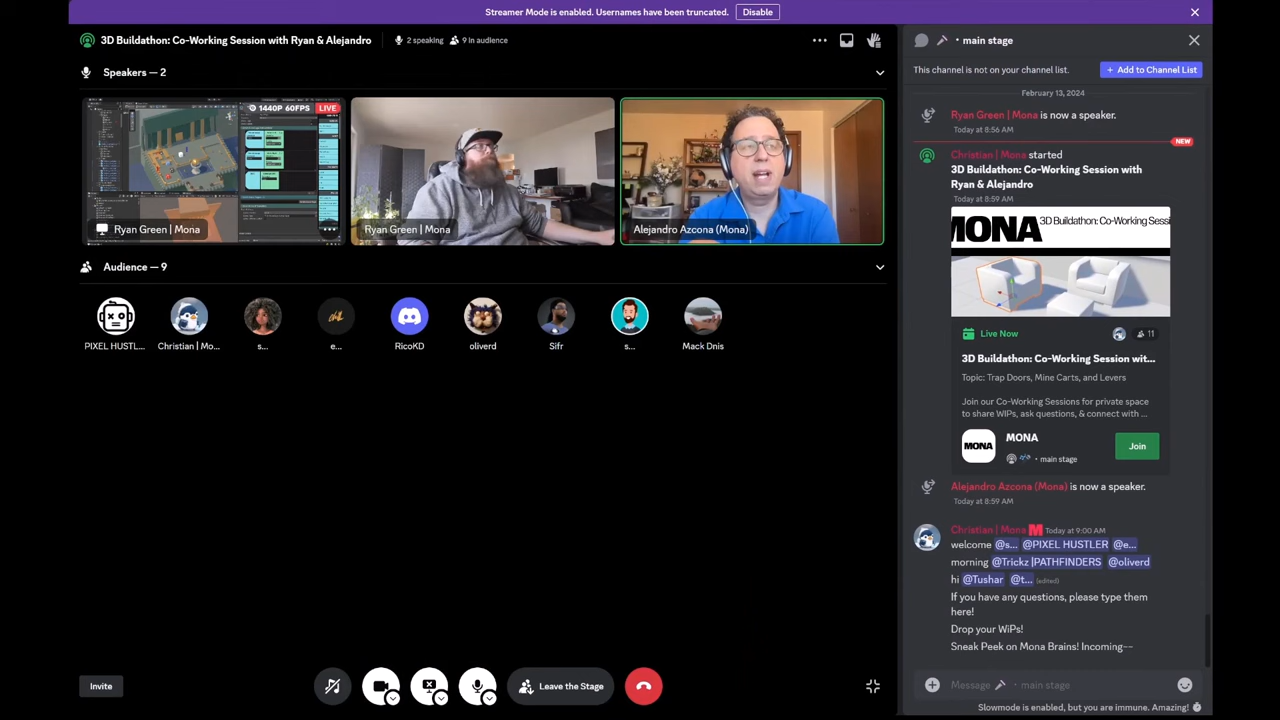 Streamer Mode is enabled. Usernames have been truncated.
Disable
3D Buildathon: Co-Working Session with Ryan & Alejandro
2 speaking
9 in audience
Speakers — 2
1440P 60FPS
LIVE
Ryan Green | Mona
Ryan Green | Mona
Alejandro Azcona (Mona)
Audience — 9
PIXEL HUSTL...
Christian | Mo...
s...
e...
RicoKD
oliverd
Sifr
s...
Mack Dnis
Invite
Leave the Stage
• main stage
This channel is not on your channel list.
+ Add to Channel List
February 13, 2024
Ryan Green | Mona is now a speaker.
Today at 8:56 AM
NEW
Christian | Mona started
3D Buildathon: Co-Working Session with
Ryan & Alejandro
Today at 8:59 AM
MONA
3D Buildathon: Co-Working Sessi
Live Now
11
3D Buildathon: Co-Working Session wit...
Topic: Trap Doors, Mine Carts, and Levers
Join our Co-Working Sessions for private space
to share WIPs, ask questions, & connect with ...
MONA
MONA
• main stage
Join
Alejandro Azcona (Mona) is now a speaker.
Today at 8:59 AM
Christian | Mona M Today at 9:00 AM
welcome @s... @PIXEL HUSTLER @e...
morning @Trickz |PATHFINDERS @oliverd
hi @Tushar @t... (edited)
If you have any questions, please type them
here!
Drop your WiPs!
Sneak Peek on Mona Brains! Incoming--
Message • main stage
Slowmode is enabled, but you are immune. Amazing!